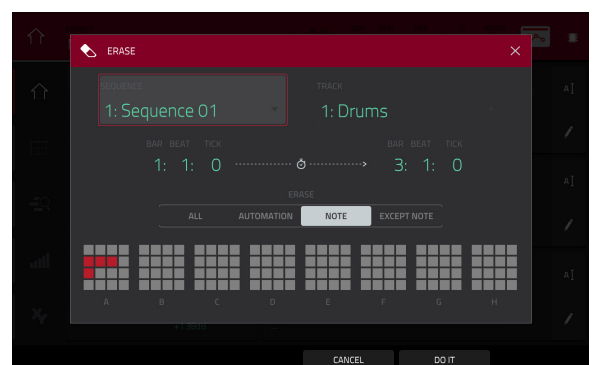 ERASE
SEQUENCE TRACK
1: Sequence 01 1: Drums
BAR BEAT TICK BAR BEAT TICK
1: 1: 0 3: 1: 0
ERASE
ALL AUTOMATION NOTE EXCEPT NOTE
A B C D E F G H
CANCEL DO IT